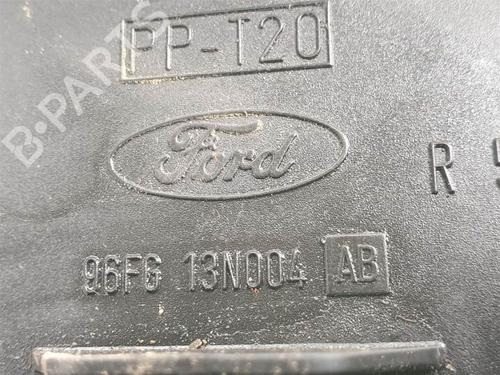 PP-T20
Ford
R
96FG 13N004 AB
B-PARTS